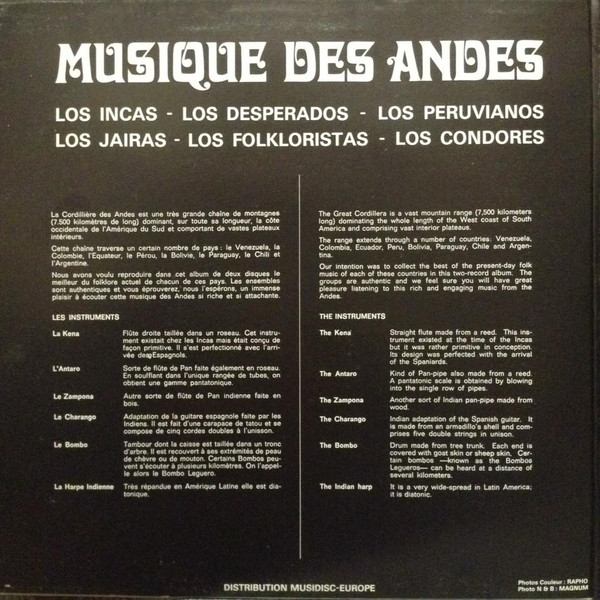 MUSIQUE DES ANDES
LOS INCAS - LOS DESPERADOS - LOS PERUVIANOS
LOS JAIRAS - LOS FOLKLORISTAS - LOS CONDORES
La Cordillière des Andes est une très grande chaîne de montagnes
(7.500 kilomètres de long) dominant, sur toute sa longueur, la côte
occidentale de l'Amérique du Sud et comportant de vastes plateaux
intérieurs.
Cette chaîne traverse un certain nombre de pays : le Venezuela, la
Colombie, l'Equateur, le Pérou, la Bolivie, le Paraguay, le Chili et
l'Argentine.
Nous avons voulu reproduire dans cet album de deux disques le
meilleur du folklore actuel de chacun de ces pays. Les ensembles
sont authentiques et vous éprouverez, nous l'espérons, un immense
plaisir à écouter cette musique des Andes si riche et si attachante.
LES INSTRUMENTS
La Kena Flûte droite taillée dans un roseau. Cet instru-
ment existait chez les Incas mais était conçu de
façon primitive. Il s'est perfectionné avec l'arri-
vée des Espagnols.
L'Antaro Sorte de flûte de Pan faite également en roseau.
En soufflant dans l'unique rangée de tubes, on
obtient une gamme pantatonique.
Le Zampona Autre sorte de flûte de Pan indienne faite en
bois.
Le Charango Adaptation de la guitare espagnole faite par les
Indiens. Il est fait d'une carapace de tatou et se
compose de cinq cordes doubles à l'unisson.
Le Bombo Tambour dont la caisse est taillée dans un tronc
d'arbre. Il est recouvert à ses extrémités de peau
de chèvre ou de mouton. Certains Bombos peu-
vent s'écouter à plusieurs kilomètres. On l'appel-
le alors le Bombo Leguero.
La Harpe Indienne Très répandue en Amérique Latine elle est dia-
tonique.
The Great Cordillera is a vast mountain range (7,500 kilometers
long) dominating the whole length of the West coast of South
America and comprising vast interior plateaus.
The range extends through a number of countries: Venezuela,
Colombia, Ecuador, Peru, Bolivia, Paraguay, Chile and Argen-
tina.
Our intention was to collect the best of the present-day folk
music of each of these countries in this two-record album. The
groups are authentic and we feel sure you will have great
pleasure listening to this rich and engaging music from the
Andes.
THE INSTRUMENTS
The Kena Straight flute made from a reed. This ins-
trument existed at the time of the Incas
but it was rather primitive in conception.
Its design was perfected with the arrival
of the Spaniards.
The Antaro Kind of Pan-pipe also made from a reed.
A pantatonic scale is obtained by blowing
into the single row of pipes.
The Zampona Another sort of Indian pan-pipe made from
wood.
The Charango Indian adaptation of the Spanish guitar. It
is made from an armadillo's shell and com-
prises five double strings in unison.
The Bombo Drum made from tree trunk. Each end is
covered with goat skin or sheep skin. Cer-
tain bombos —known as the Bombos
Legueros— can be heard at a distance of
several kilometers.
The Indian harp It is a very wide-spread in Latin America;
it is diatonic.
DISTRIBUTION MUSIDISC-EUROPE
Photos Couleur : RAPHO
Photo N & B : MAGNUM